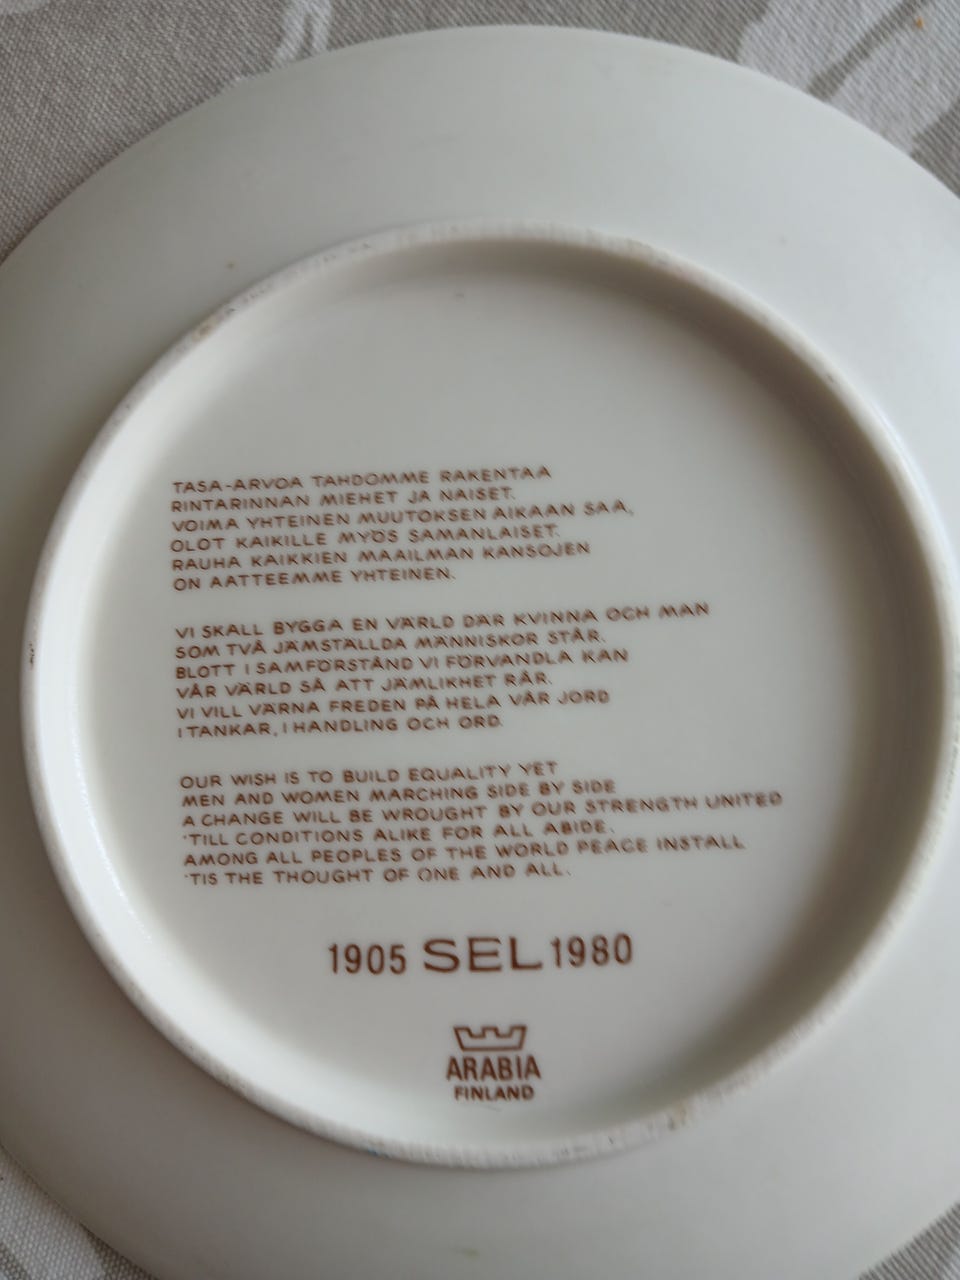 TASA-ARVOA TAHDOMME RAKENTAA
RINTARINNAN MIEHET JA NAISET.
VOIMA YHTEINEN MUUTOKSEN AIKAAN SAA,
OLOT KAIKILLE MYÖS SAMANLAISET.
RAUHA KAIKKIEN MAAILMAN KANSOJEN
ON AATTEEMME YHTEINEN.
VI SKALL BYGGA EN VÄRLD DÄR KVINNA OCH MAN
SOM TVÅ JÄMSTÄLLDA MÄNNISKOR STÅR.
BLOTT I SAMFÖRSTÅND VI FÖRVANDLA KAN
VÅR VÄRLD SÅ ATT JÄMLIKHET RÅR.
VI VILL VÄRNA FREDEN PÅ HELA VÅR JORD
I TANKAR, I HANDLING OCH ORD.
OUR WISH IS TO BUILD EQUALITY YET
MEN AND WOMEN MARCHING SIDE BY SIDE
A CHANGE WILL BE WROUGHT BY OUR STRENGTH UNITED
'TILL CONDITIONS ALIKE FOR ALL ABIDE.
AMONG ALL PEOPLES OF THE WORLD PEACE INSTALL
'TIS THE THOUGHT OF ONE AND ALL.
1905 SEL 1980
ARABIA
FINLAND